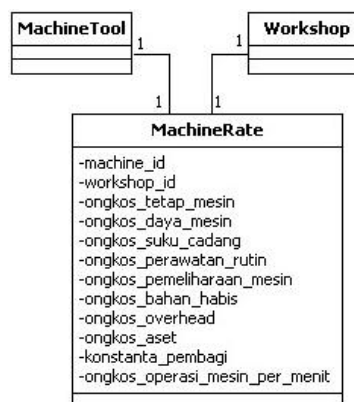 MachineTool
Workshop
1
1
1
1
MachineRate
-machine_id
-workshop_id
-ongkos_tetap_mesin
-ongkos_daya_mesin
-ongkos_suku_cadang
-ongkos_perawatan_rutin
-ongkos_pemeliharaan_mesin
-ongkos_bahan_habis
-ongkos_overhead
-ongkos_aset
-konstanta_pembagi
-ongkos_operasi_mesin_per_menit